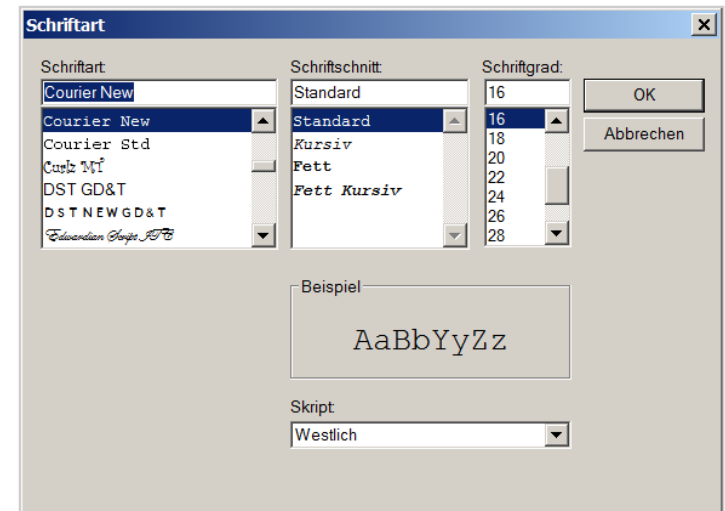 Schriftart
Schriftart:
Courier New
Courier New
Courier Std
Curlz MT
DST GD&T
DSTNEWGD&T
Edwardian Script ITC
Schriftschnitt:
Standard
Standard
Kursiv
Fett
Fett Kursiv
Schriftgrad:
16
16
18
20
22
24
26
28
OK
Abbrechen
Beispiel
AaBbYyZz
Skript:
Westlich